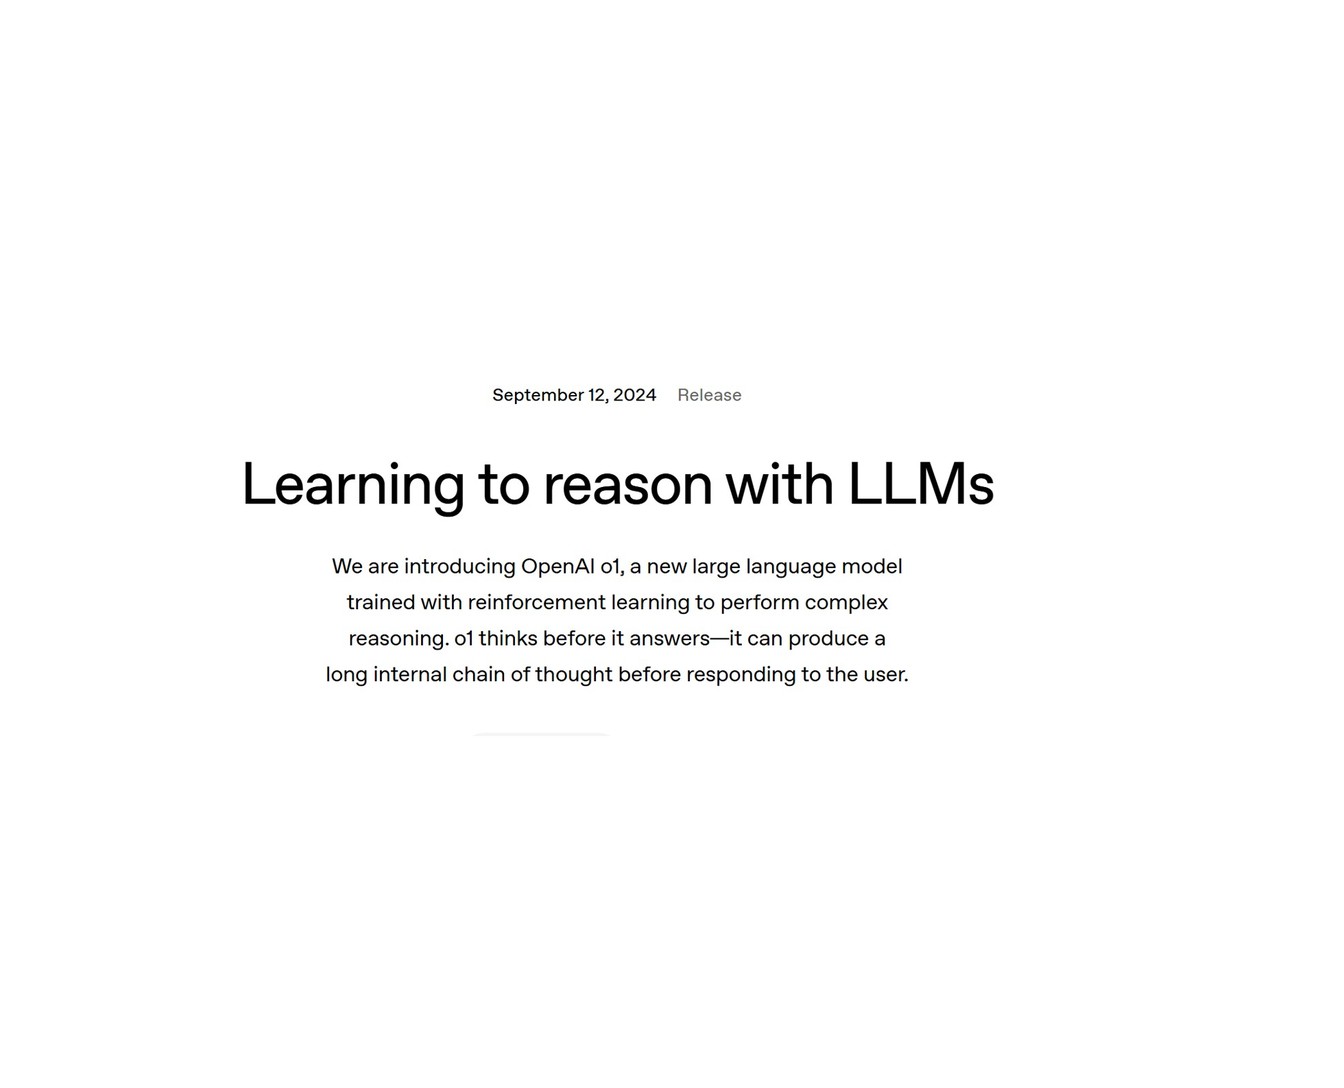 September 12, 2024 Release
Learning to reason with LLMs
We are introducing OpenAI o1, a new large language model
trained with reinforcement learning to perform complex
reasoning. o1 thinks before it answers—it can produce a
long internal chain of thought before responding to the user.